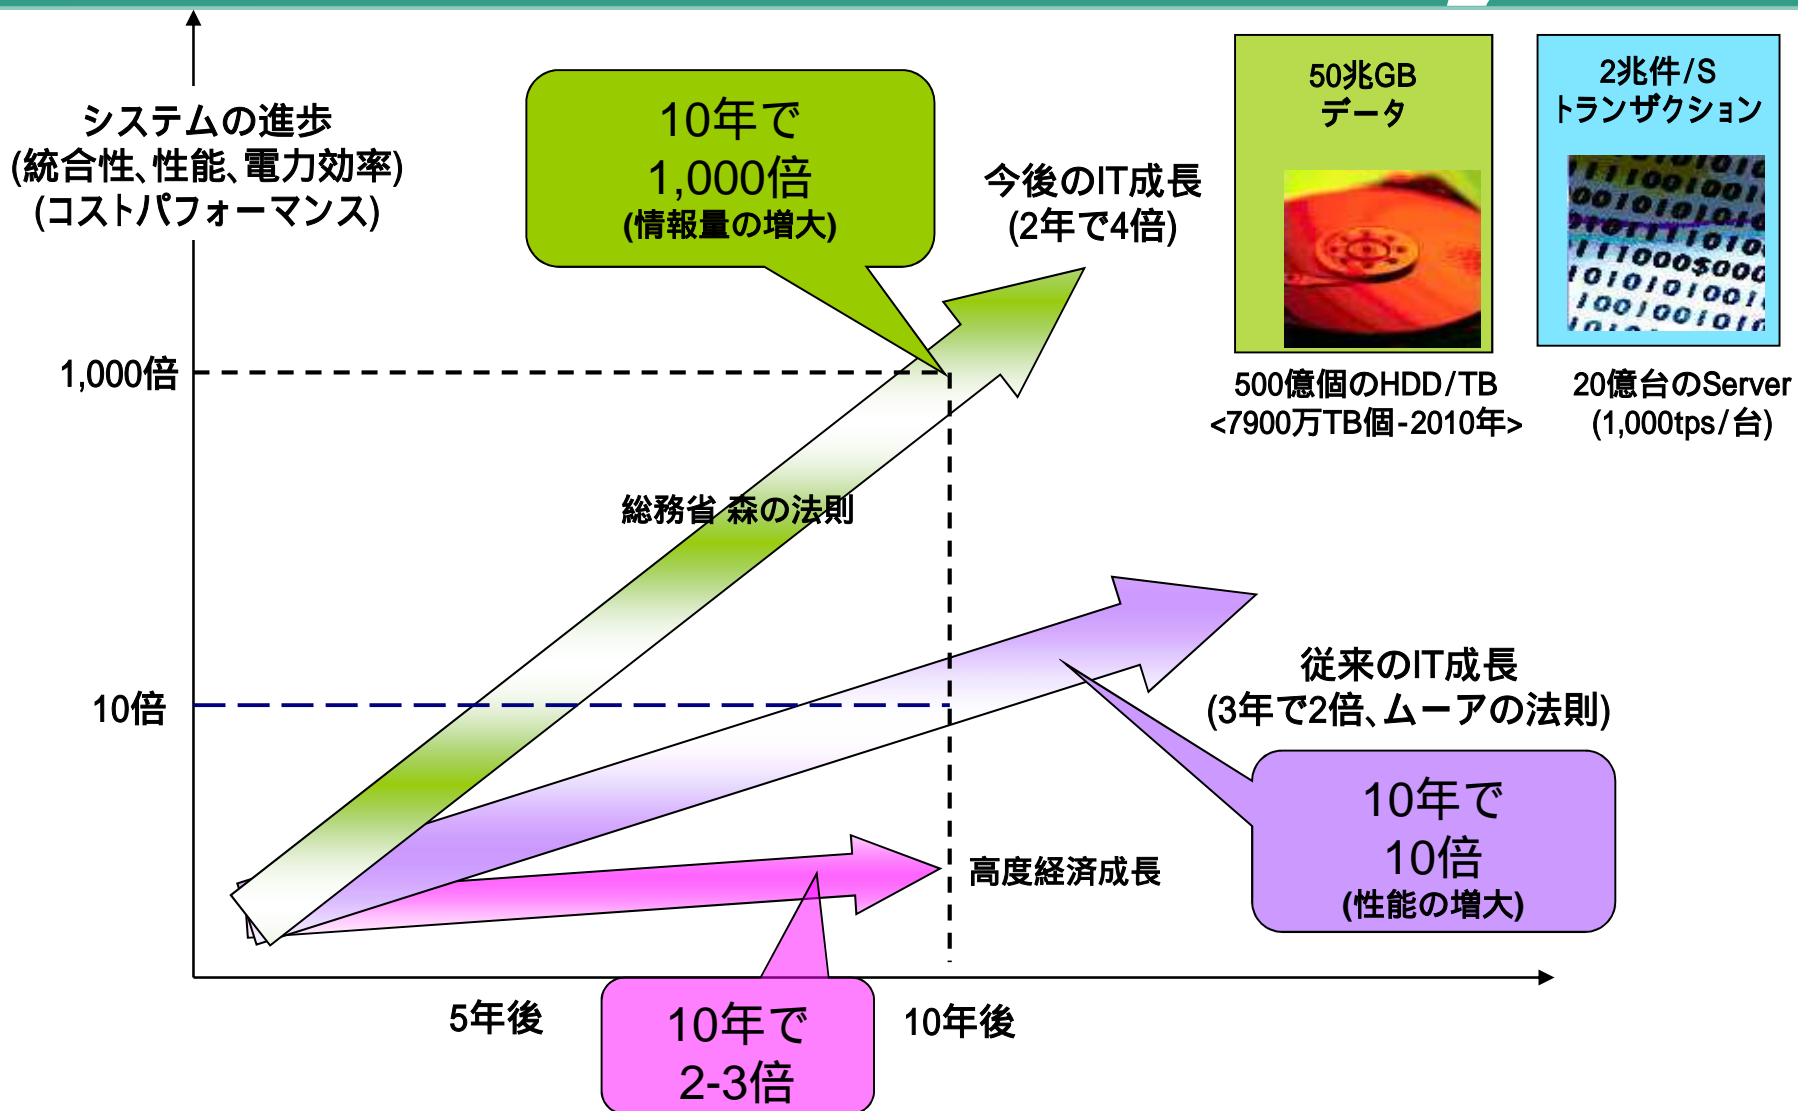 システムの進歩
(統合性、性能、電力効率)
(コストパフォーマンス)
10年で
1,000倍
(情報量の増大)
今後のIT成長
(2年で4倍)
50兆GB
データ
2兆件/S
トランザクション
500億個のHDD/TB
<7900万TB個-2010年>
20億台のServer
(1,000tps/台)
1,000倍
総務省 森の法則
10倍
従来のIT成長
(3年で2倍、ムーアの法則)
10年で
10倍
(性能の増大)
高度経済成長
5年後
10年で
2-3倍
10年後